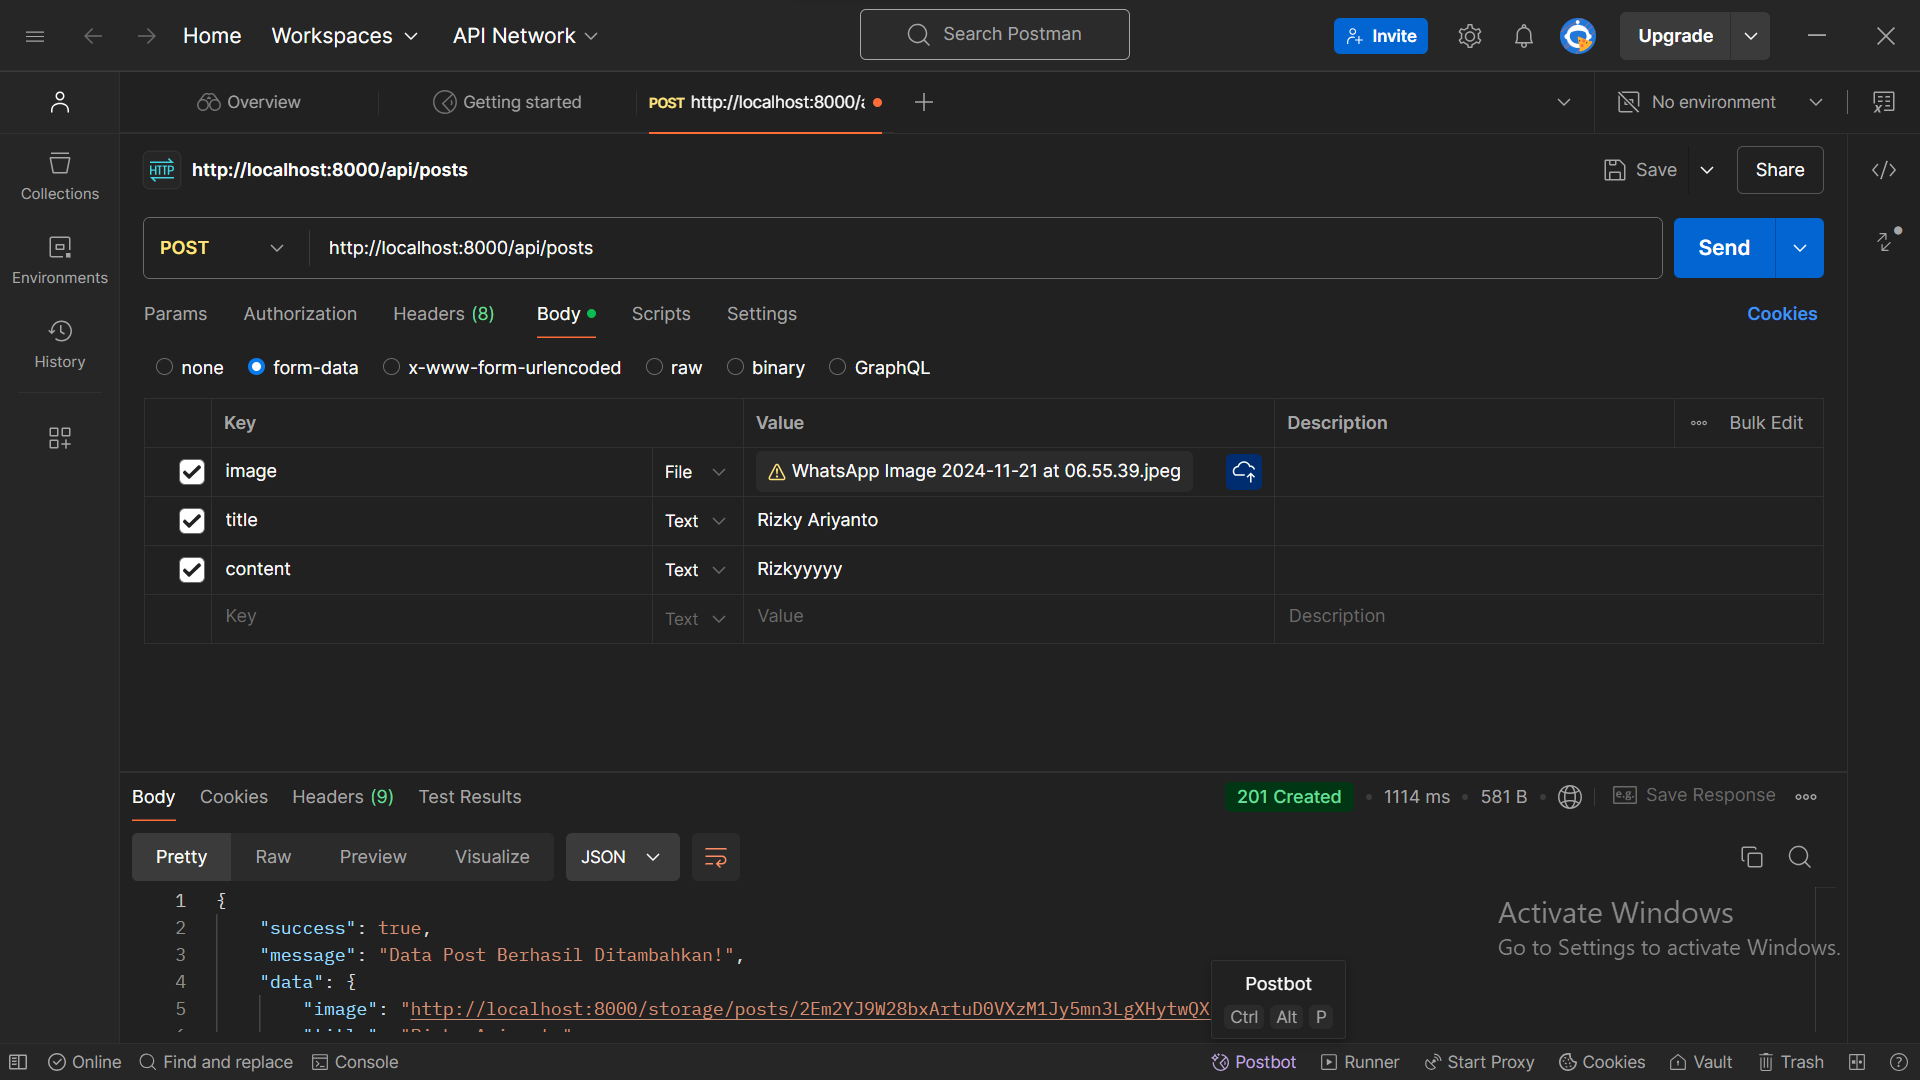 Home Workspaces API Network Search Postman Invite Upgrade
Overview Getting started POST http://localhost:8000/a No environment
HTTP http://localhost:8000/api/posts Save Share
Collections
POST http://localhost:8000/api/posts Send
Environments
Params Authorization Headers (8) Body Scripts Settings Cookies
History
none form-data x-www-form-urlencoded raw binary GraphQL
Key Value Description Bulk Edit
image File WhatsApp Image 2024-11-21 at 06.55.39.jpeg
title Text Rizky Ariyanto
content Text Rizkyyyyy
Key Text Value Description
Body Cookies Headers (9) Test Results 201 Created 1114 ms 581 B e.g. Save Response
Pretty Raw Preview Visualize JSON
1 {
2 "success": true,
3 "message": "Data Post Berhasil Ditambahkan!",
4 "data": {
5 "image": "http://localhost:8000/storage/posts/2Em2YJ9W28bxArtuD0VXzM1Jy5mn3LgXHytwQX
Activate Windows
Go to Settings to activate Windows.
Postbot
Ctrl Alt P
Online Find and replace Console Postbot Runner Start Proxy Cookies Vault Trash